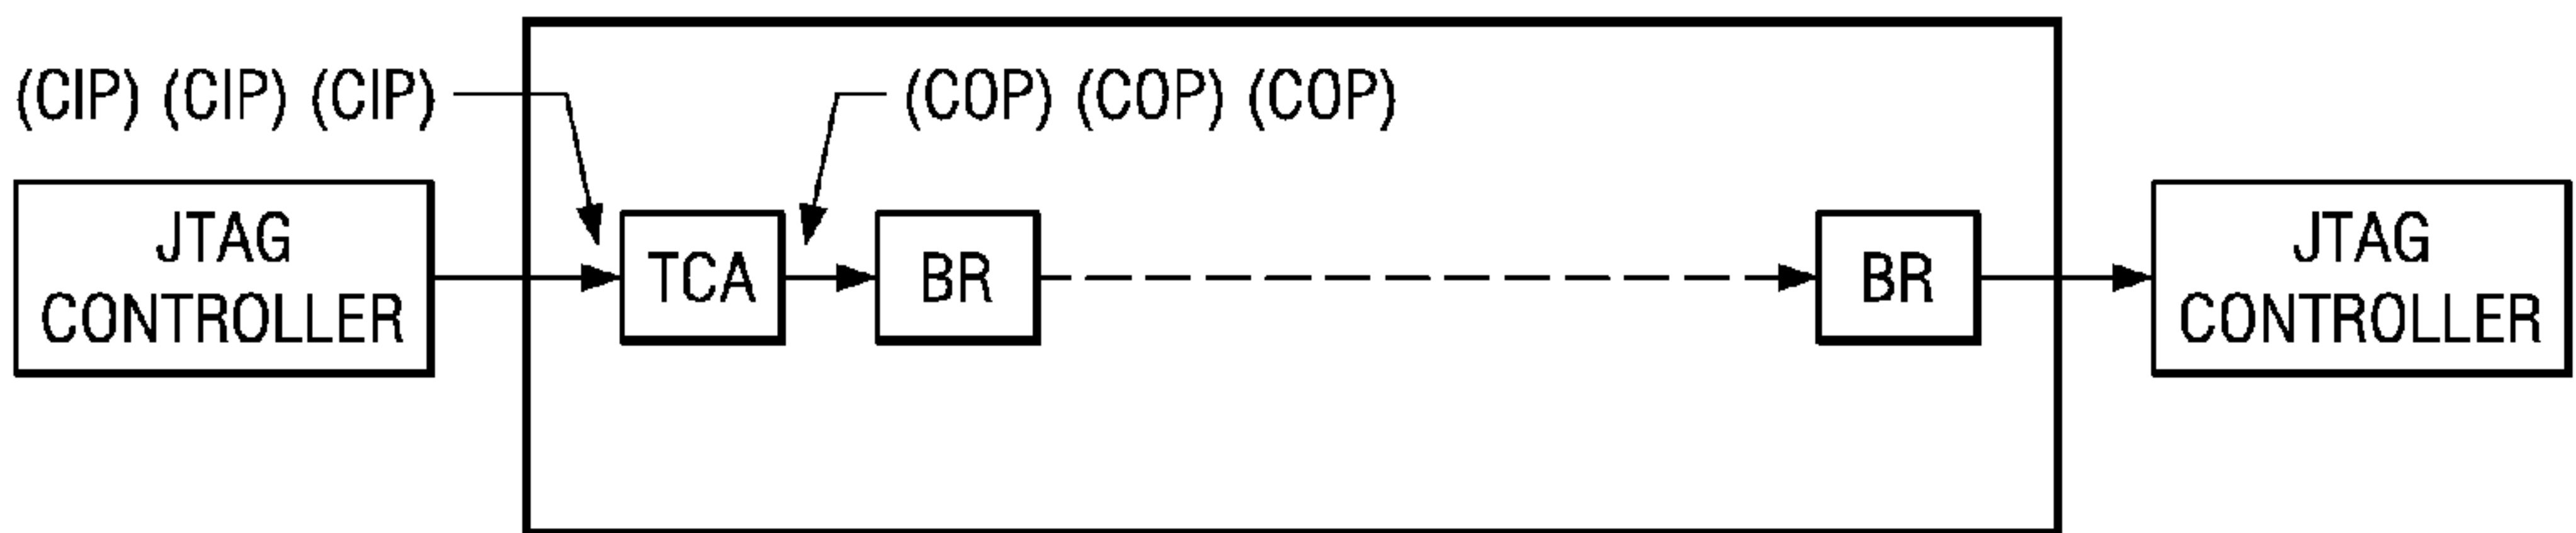 (CIP) (CIP) (CIP)
(COP) (COP) (COP)
JTAG
CONTROLLER
TCA
BR
BR
JTAG
CONTROLLER